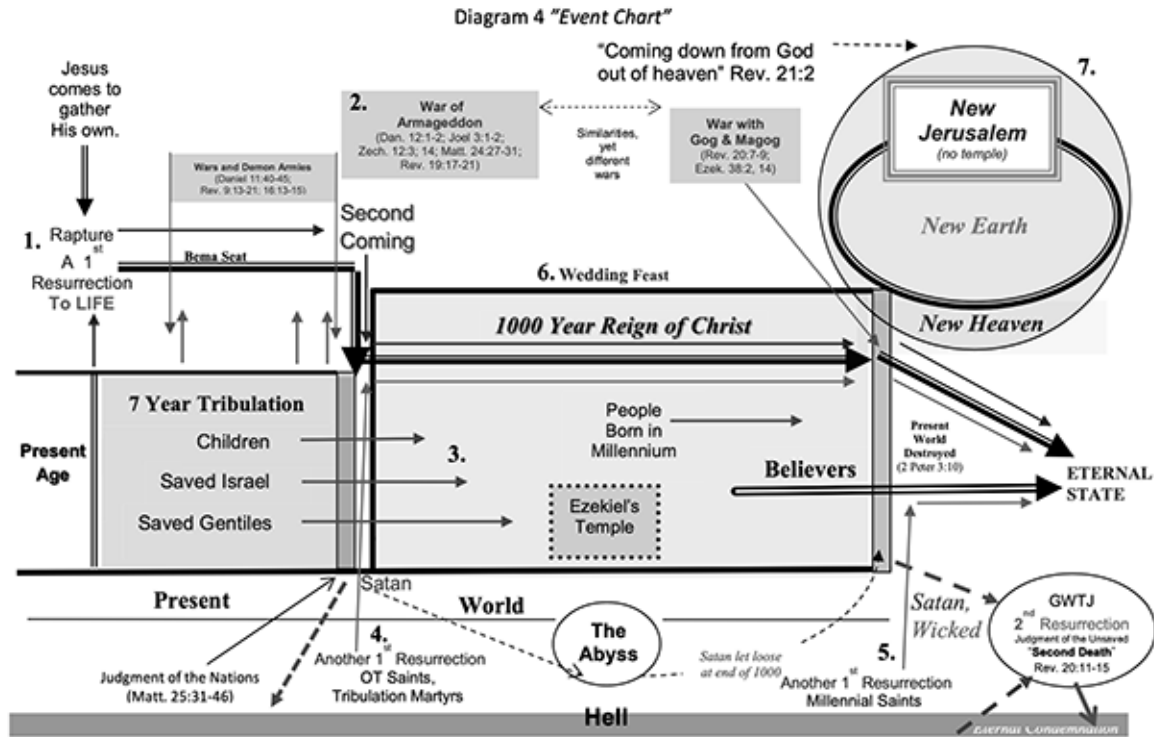 Diagram 4 "Event Chart"
Jesus
comes to
gather
His own.
1. Rapture
A 1st
Resurrection
To LIFE
Wars and Demon Armies
(Daniel 11:40-45;
Rev. 9:13-21; 16:13-15)
Bema Seat
2.
War of
Armageddon
(Dan. 12:1-2; Joel 3:1-2;
Zech. 12:3; 14; Matt. 24:27-31;
Rev. 19:17-21)
Second
Coming
Similarities,
yet
different
wars
"Coming down from God
out of heaven" Rev. 21:2
War with
Gog & Magog
(Rev. 20:7-9;
Ezek. 38:2, 14)
7.
New
Jerusalem
(no temple)
New Earth
New Heaven
6. Wedding Feast
1000 Year Reign of Christ
Present
Age
7 Year Tribulation
Children
Saved Israel
Saved Gentiles
3.
People
Born in
Millennium
Believers
Ezekiel's
Temple
Present
World
Destroyed
(2 Peter 3:10)
ETERNAL
STATE
Satan
Present World
Judgment of the Nations
(Matt. 25:31-46)
4.
Another 1st Resurrection
OT Saints,
Tribulation Martyrs
The
Abyss
Satan let loose
at end of 1000
5.
Another 1st Resurrection
Millennial Saints
Satan,
Wicked
GWTJ
2nd Resurrection
Judgment of the Unsaved
"Second Death"
Rev. 20:11-15
Hell
Eternal Condemnation